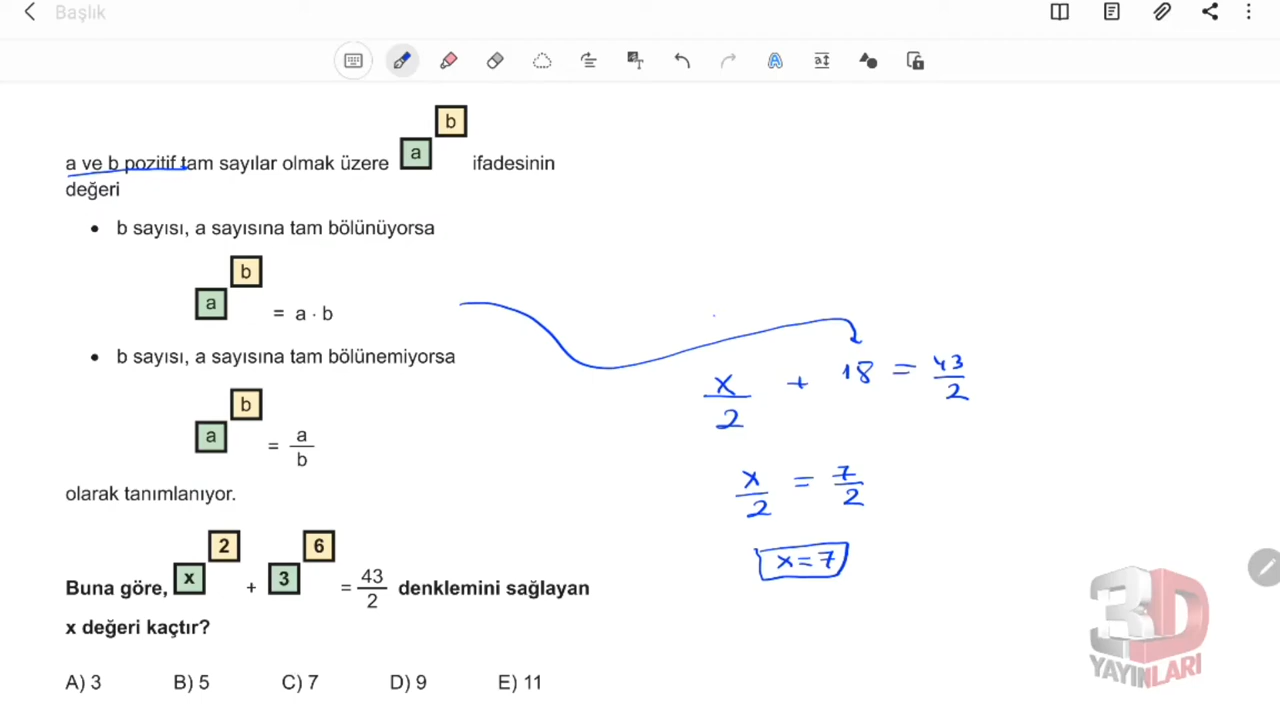 Başlık
a ve b pozitif tam sayılar olmak üzere a b ifadesinin
değeri
• b sayısı, a sayısına tam bölünüyorsa
a b = a · b
• b sayısı, a sayısına tam bölünemiyorsa
a b = a/b
olarak tanımlanıyor.
Buna göre, x 2 + 3 6 = 43/2 denklemini sağlayan
x değeri kaçtır?
A) 3 B) 5 C) 7 D) 9 E) 11
x/2 + 18 = 43/2
x/2 = 7/2
x = 7
3D
YAYINLARI